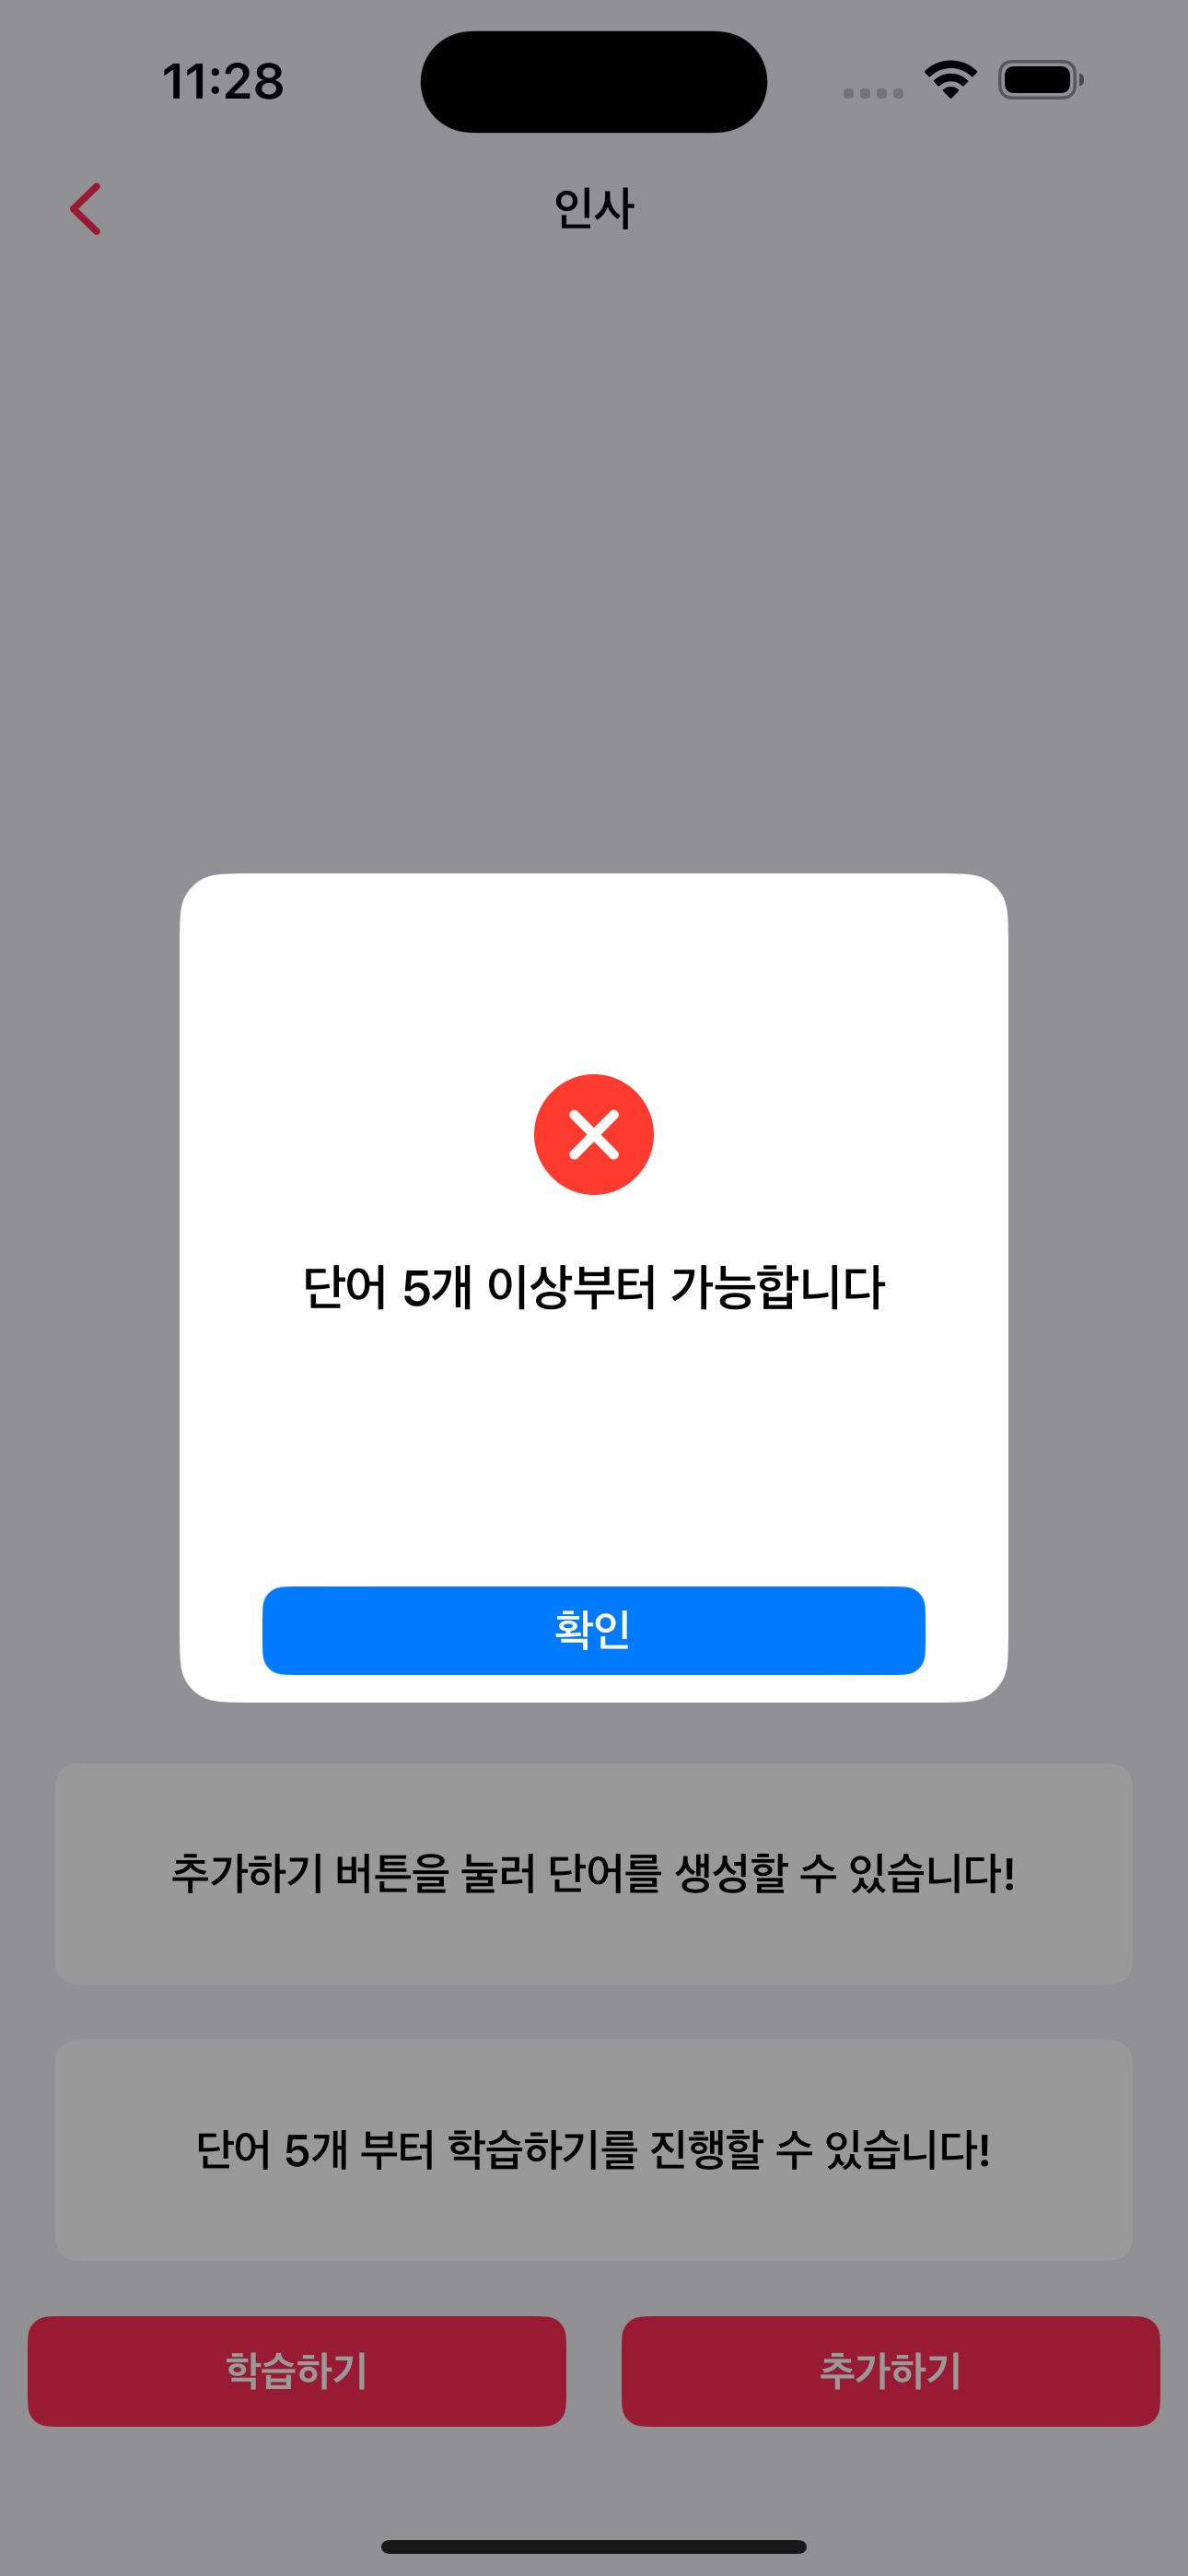 11:28
인사
단어 5개 이상부터 가능합니다
확인
추가하기 버튼을 눌러 단어를 생성할 수 있습니다!
단어 5개 부터 학습하기를 진행할 수 있습니다!
학습하기
추가하기